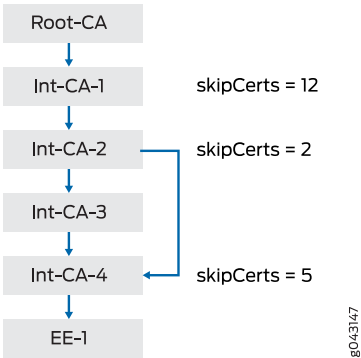 Root-CA
Int-CA-1 skipCerts = 12
Int-CA-2 skipCerts = 2
Int-CA-3
Int-CA-4 skipCerts = 5
EE-1
g043147